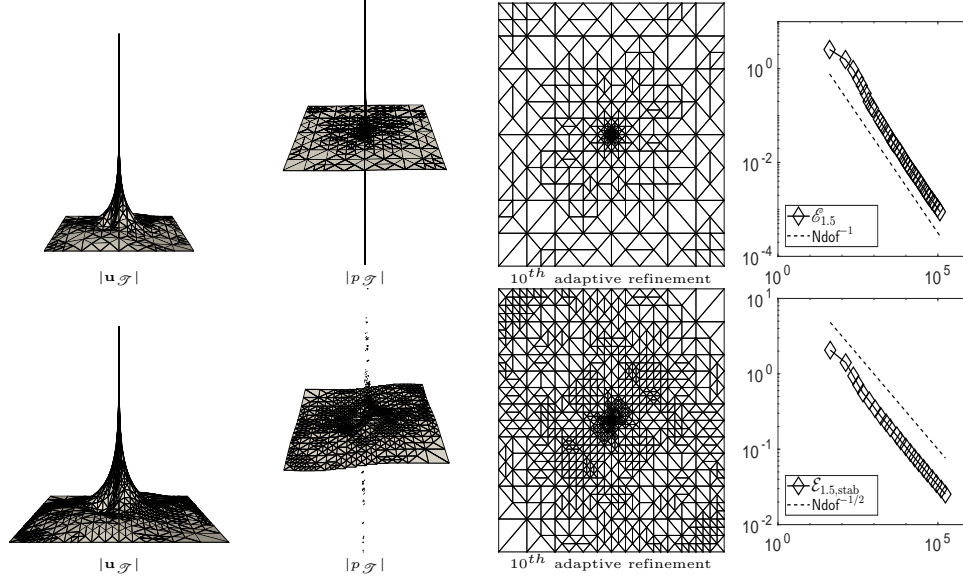 10^0
10^-2
10^-4
ℰ_1.5
Ndof^-1
10^0
10^5
|u_𝒯|
|p_𝒯|
10^th adaptive refinement
10^1
10^0
10^-1
10^-2
ℰ_1.5,stab
Ndof^-1/2
10^0
10^5
|u_𝒯|
|p_𝒯|
10^th adaptive refinement